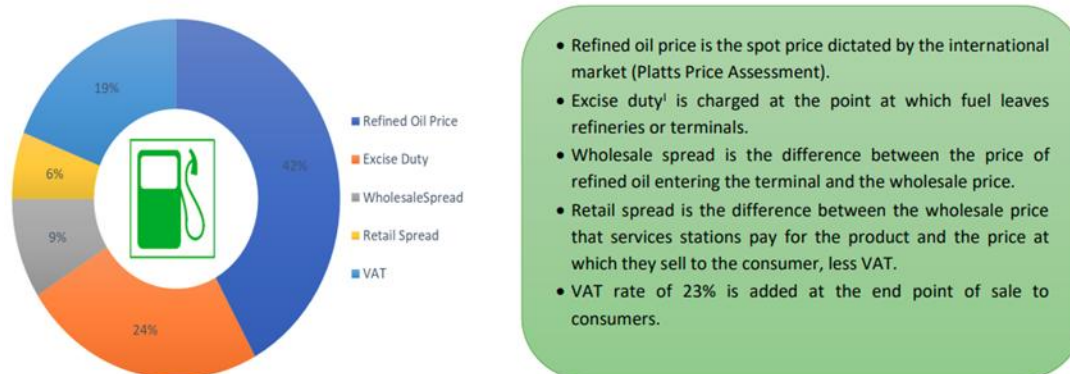 19%
42%
6%
9%
24%
Refined Oil Price
Excise Duty
WholesaleSpread
Retail Spread
VAT
• Refined oil price is the spot price dictated by the international
market (Platts Price Assessment).
• Excise dutyⁱ is charged at the point at which fuel leaves
refineries or terminals.
• Wholesale spread is the difference between the price of
refined oil entering the terminal and the wholesale price.
• Retail spread is the difference between the wholesale price
that services stations pay for the product and the price at
which they sell to the consumer, less VAT.
• VAT rate of 23% is added at the end point of sale to
consumers.